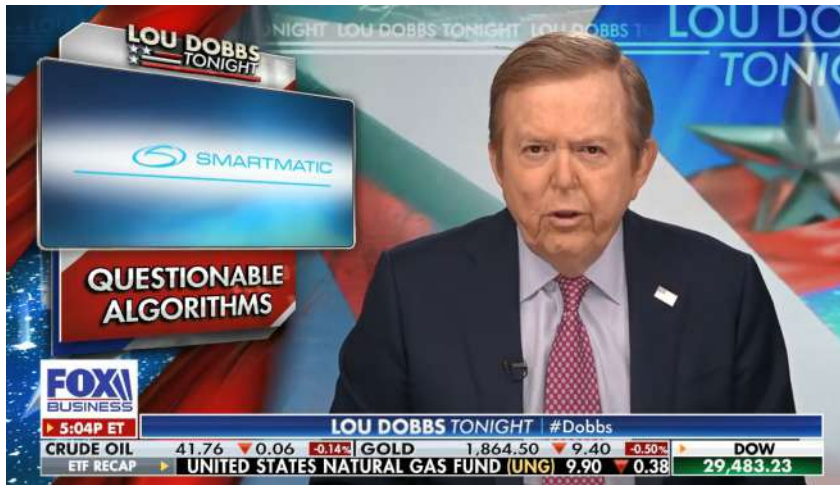 LOU DOBBS
TONIGHT
NIGHT LOU DOBBS TONIGHT LOU DOBBS T
LOU DO
TONIG
SMARTMATIC
QUESTIONABLE
ALGORITHMS
FOX
BUSINESS
5:04P ET
LOU DOBBS TONIGHT | #Dobbs
CRUDE OIL 41.76 ▼0.06 -0.14% GOLD 1,864.50 ▼9.40 -0.50% DOW
ETF RECAP UNITED STATES NATURAL GAS FUND (UNG) 9.90 ▼0.38 29,483.23